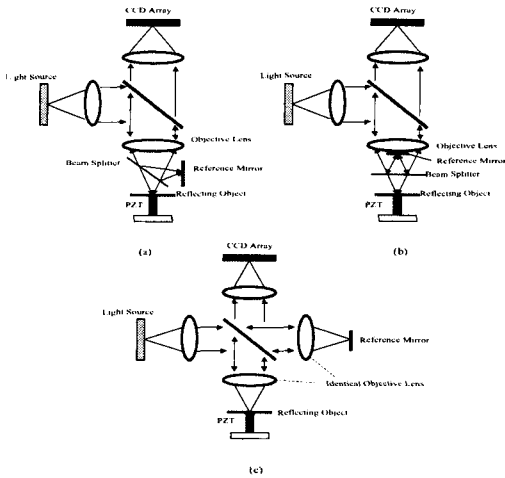 CCD Array
Light Source
Objective Lens
Beam Splitter
Reference Mirror
Reflecting Object
PZT
(a)
CCD Array
Light Source
Objective Lens
Reference Mirror
Beam Splitter
Reflecting Object
PZT
(b)
CCD Array
Light Source
Reference Mirror
Identical Objective Lens
Reflecting Object
PZT
(c)